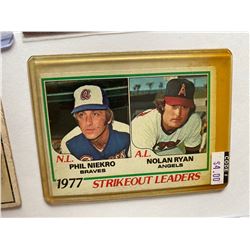 N.L.
PHIL NIEKRO
BRAVES
A.L.
NOLAN RYAN
ANGELS
1977 STRIKEOUT LEADERS
$4.00